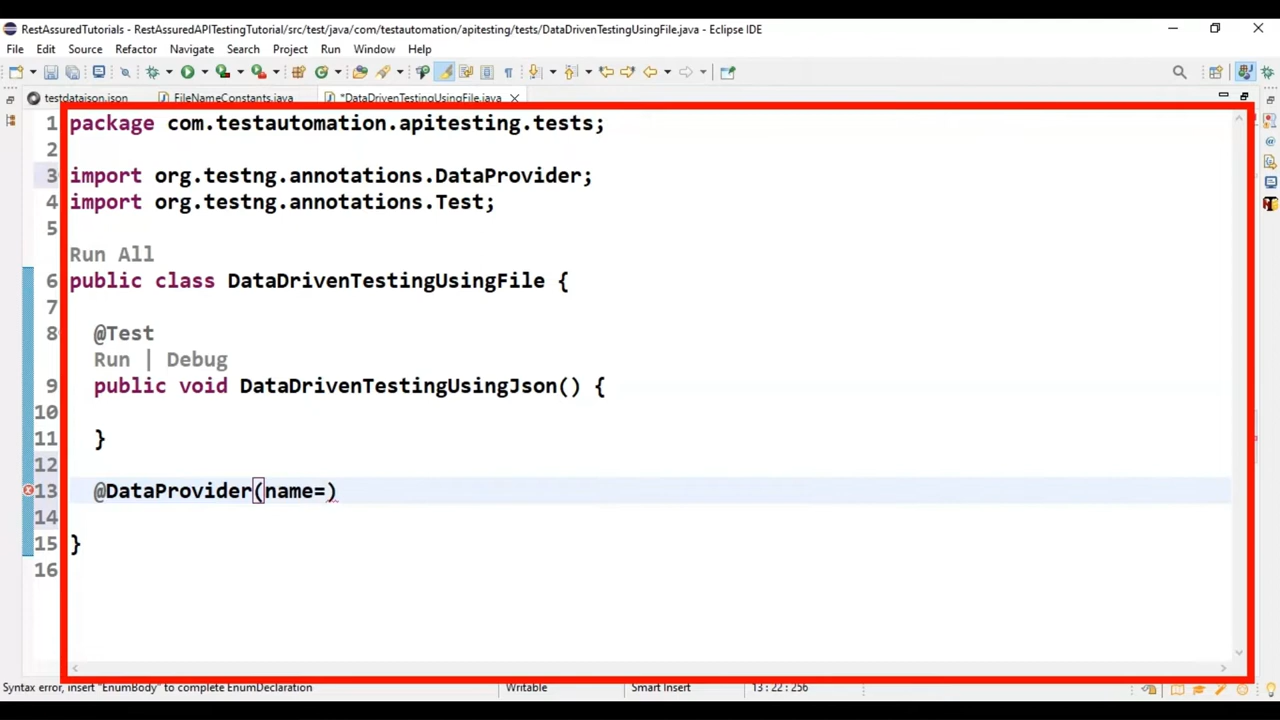 RestAssuredTutorials - RestAssuredAPITestingTutorial/src/test/java/com/testautomation/apitesting/tests/DataDrivenTestingUsingFile.java - Eclipse IDE
File Edit Source Refactor Navigate Search Project Run Window Help
testdatajson.json FileNameConstants.java *DataDrivenTestingUsingFile.java
1 package com.testautomation.apitesting.tests;
2
3 import org.testng.annotations.DataProvider;
4 import org.testng.annotations.Test;
5
Run All
6 public class DataDrivenTestingUsingFile {
7
8 @Test
Run | Debug
9 public void DataDrivenTestingUsingJson() {
10
11 }
12
13 @DataProvider(name=)
14
15 }
16
Syntax error, insert "EnumBody" to complete EnumDeclaration Writable Smart Insert 13:22:256